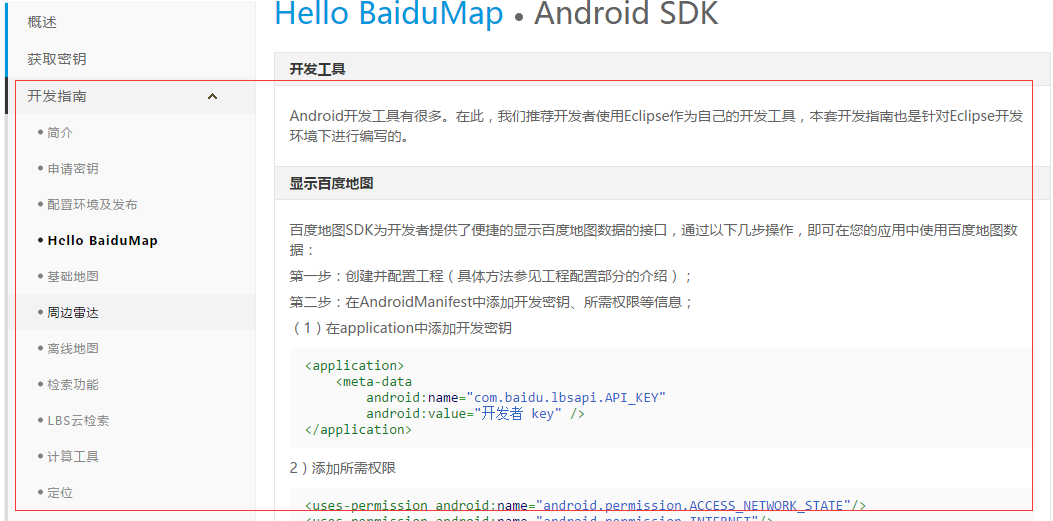 概述
获取密钥
开发指南
简介
申请密钥
配置环境及发布
Hello BaiduMap
基础地图
周边雷达
离线地图
检索功能
LBS云检索
计算工具
定位
Hello BaiduMap • Android SDK
开发工具
Android开发工具有很多。在此，我们推荐开发者使用Eclipse作为自己的开发工具，本套开发指南也是针对Eclipse开发
环境下进行编写的。
显示百度地图
百度地图SDK为开发者提供了便捷的显示百度地图数据的接口，通过以下几步操作，即可在您的应用中使用百度地图数
据：
第一步：创建并配置工程（具体方法参见工程配置部分的介绍）；
第二步：在AndroidManifest中添加开发密钥、所需权限等信息；
（1）在application中添加开发密钥
<application>
<meta-data
android:name="com.baidu.lbsapi.API_KEY"
android:value="开发者 key" />
</application>
2）添加所需权限
<uses-permission android:name="android.permission.ACCESS_NETWORK_STATE"/>
<uses-permission android:name="android.permission.INTERNET"/>